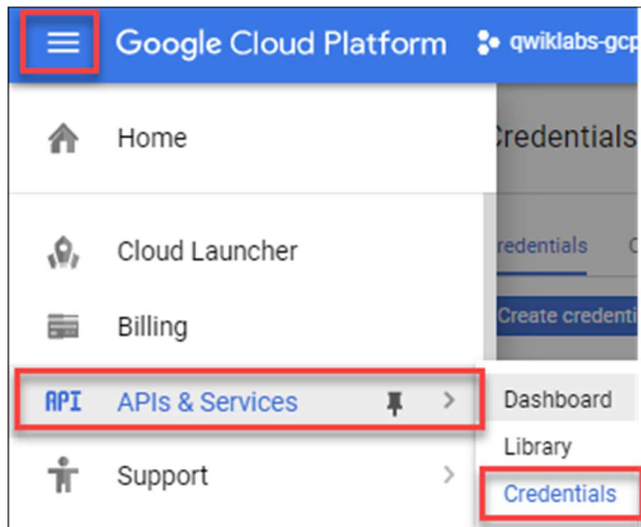 Google Cloud Platform qwiklabs-gcp
Home
Credentials
Cloud Launcher
redentials
Billing
Create credenti
API APIs & Services
Dashboard
Library
Support
Credentials